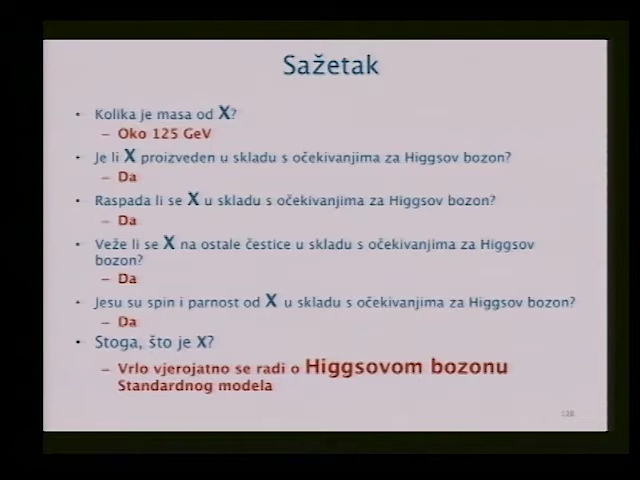 Sažetak
• Kolika je masa od X?
– Oko 125 GeV
• Je li X proizveden u skladu s očekivanjima za Higgsov bozon?
– Da
• Raspada li se X u skladu s očekivanjima za Higgsov bozon?
– Da
• Veže li se X na ostale čestice u skladu s očekivanjima za Higgsov
bozon?
– Da
• Jesu su spin i parnost od X u skladu s očekivanjima za Higgsov bozon?
– Da
• Stoga, što je X?
– Vrlo vjerojatno se radi o Higgsovom bozonu
Standardnog modela